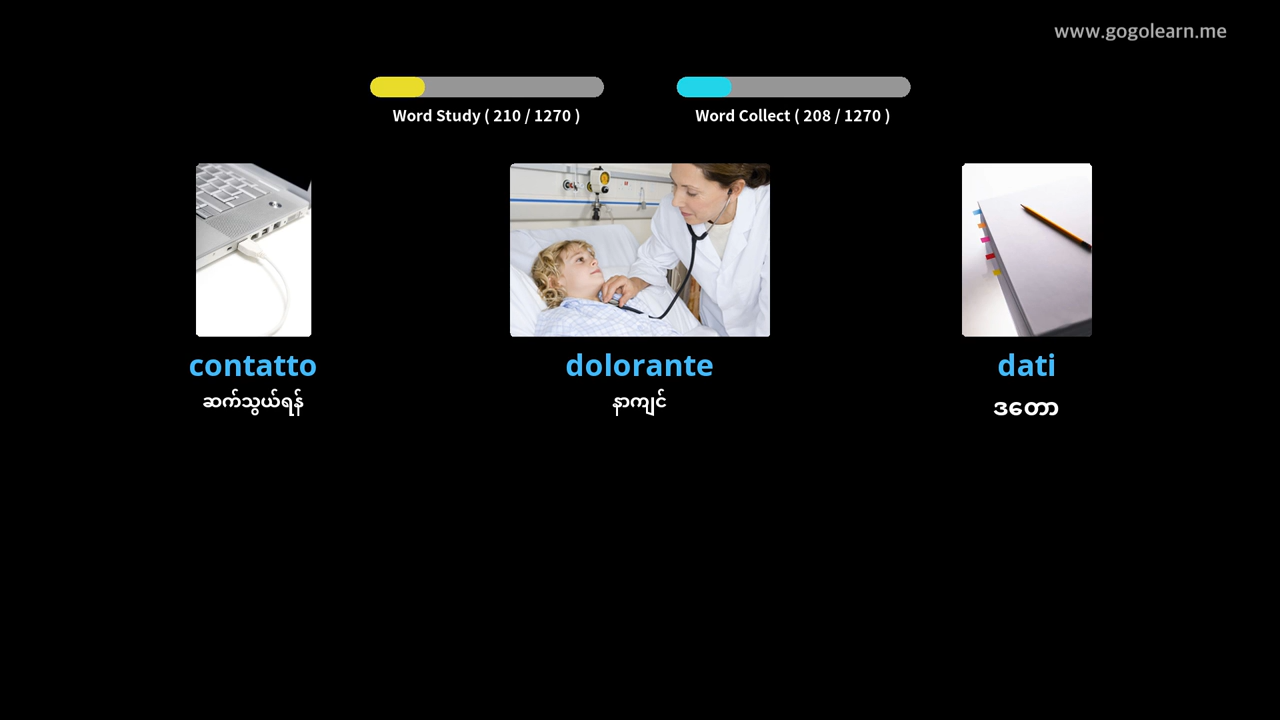 www.gogolearn.me
Word Study ( 210 / 1270 )
Word Collect ( 208 / 1270 )
contatto
ဆက်သွယ်ရန်
dolorante
နာကျင်
dati
ဒတော